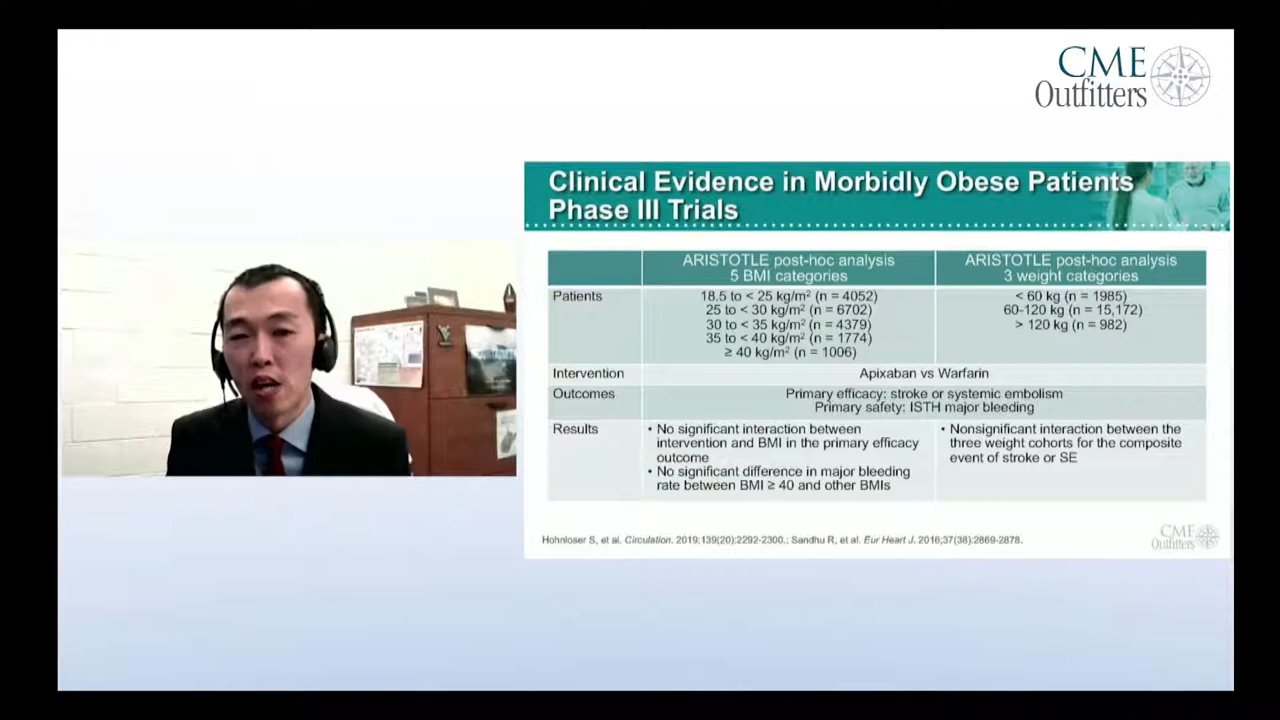 CME
Outfitters
Clinical Evidence in Morbidly Obese Patients
Phase III Trials
ARISTOTLE post-hoc analysis
5 BMI categories
ARISTOTLE post-hoc analysis
3 weight categories
Patients
18.5 to < 25 kg/m² (n = 4052)
25 to < 30 kg/m² (n = 6702)
30 to < 35 kg/m² (n = 4379)
35 to < 40 kg/m² (n = 1774)
≥ 40 kg/m² (n = 1006)
< 60 kg (n = 1985)
60-120 kg (n = 15,172)
> 120 kg (n = 982)
Intervention
Apixaban vs Warfarin
Outcomes
Primary efficacy: stroke or systemic embolism
Primary safety: ISTH major bleeding
Results
• No significant interaction between
intervention and BMI in the primary efficacy
outcome
• No significant difference in major bleeding
rate between BMI ≥ 40 and other BMIs
• Nonsignificant interaction between the
three weight cohorts for the composite
event of stroke or SE
Hohnloser S, et al. Circulation. 2019;139(20):2292-2300.; Sandhu R, et al. Eur Heart J. 2016;37(38):2869-2878.
CME
Outfitters